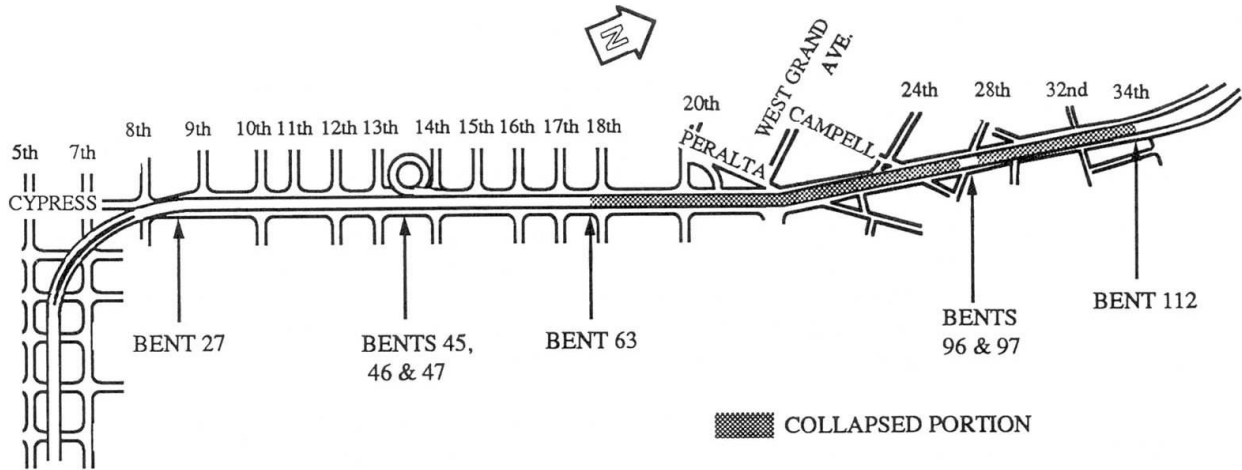 N
WEST GRAND
AVE.
5th
7th
8th
9th
10th
11th
12th
13th
14th
15th
16th
17th
18th
20th
24th
28th
32nd
34th
CYPRESS
PERALTA
CAMPELL
BENT 27
BENTS 45,
46 & 47
BENT 63
BENTS
96 & 97
BENT 112
COLLAPSED PORTION